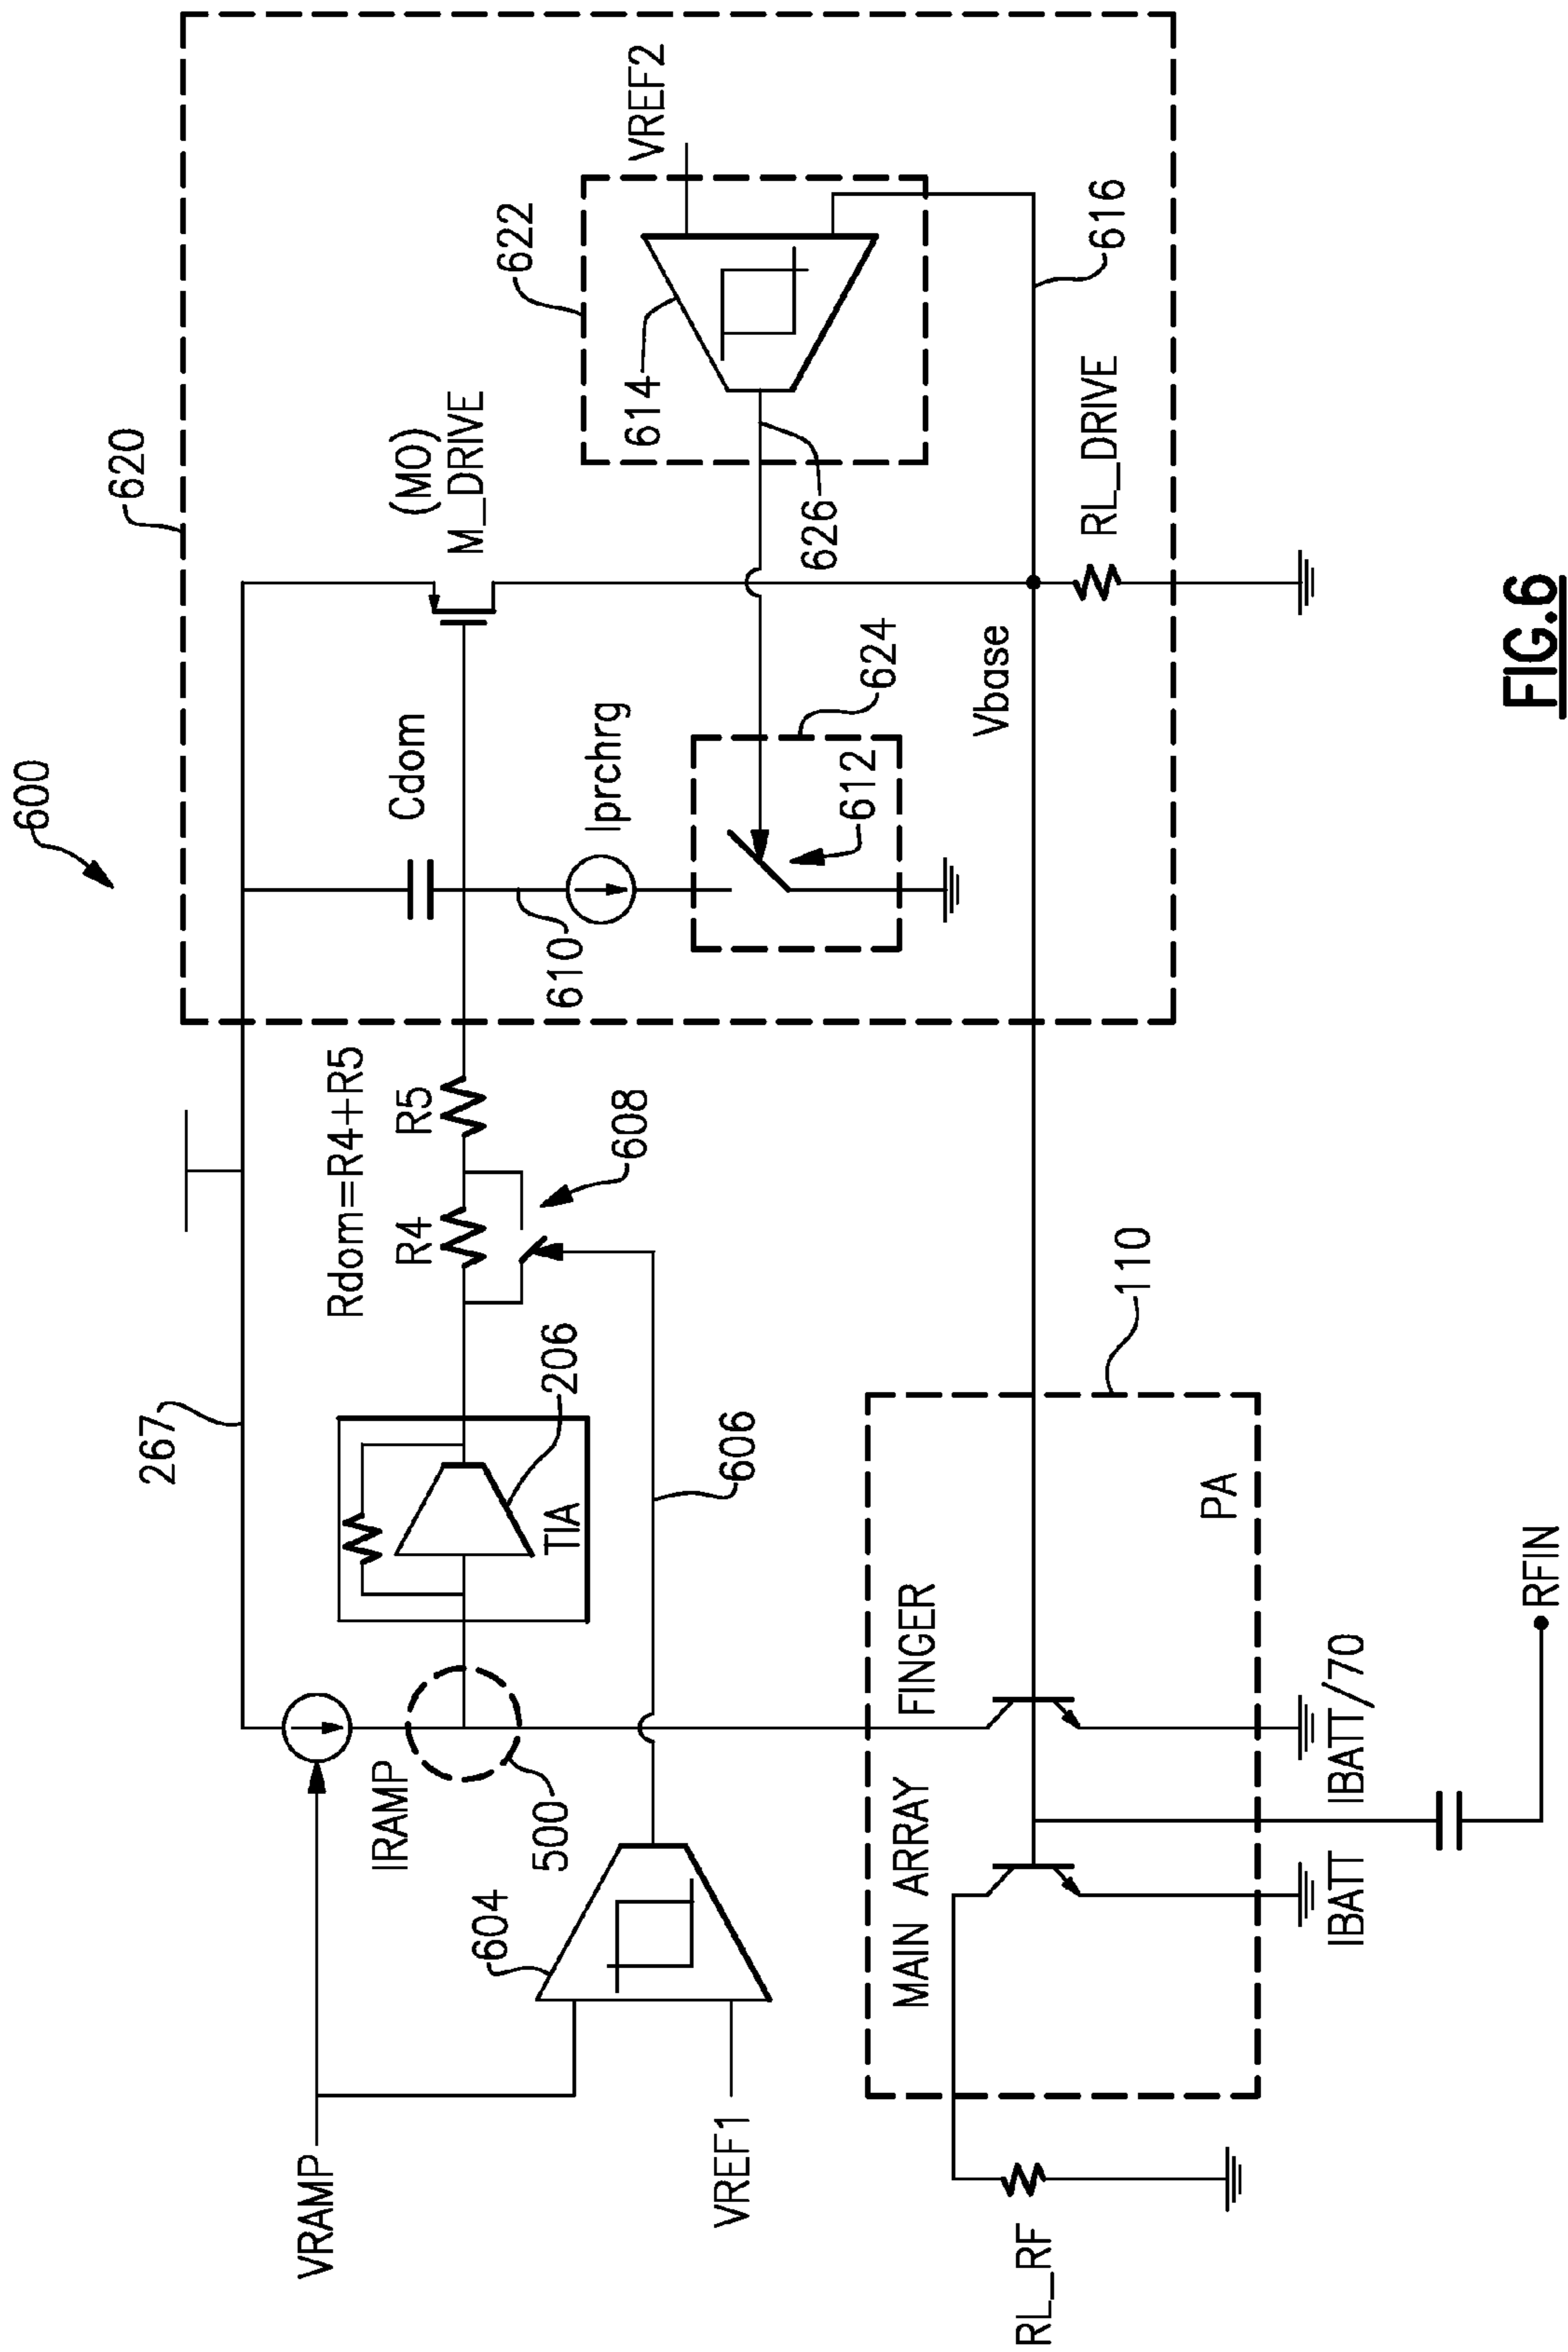 600
620
267
Rdom=R4+R5
(MO)
M_DRIVE
VREF2
622
Cdom
R4
R5
VRAMP
IRAMP
TIA
206
608
610
Iprchrg
614
626
604
500
606
624
612
VREF1
Vbase
RL_DRIVE
616
MAIN ARRAY
FINGER
110
PA
RL_RF
IBATT
IBATT/70
RFIN
FIG.6